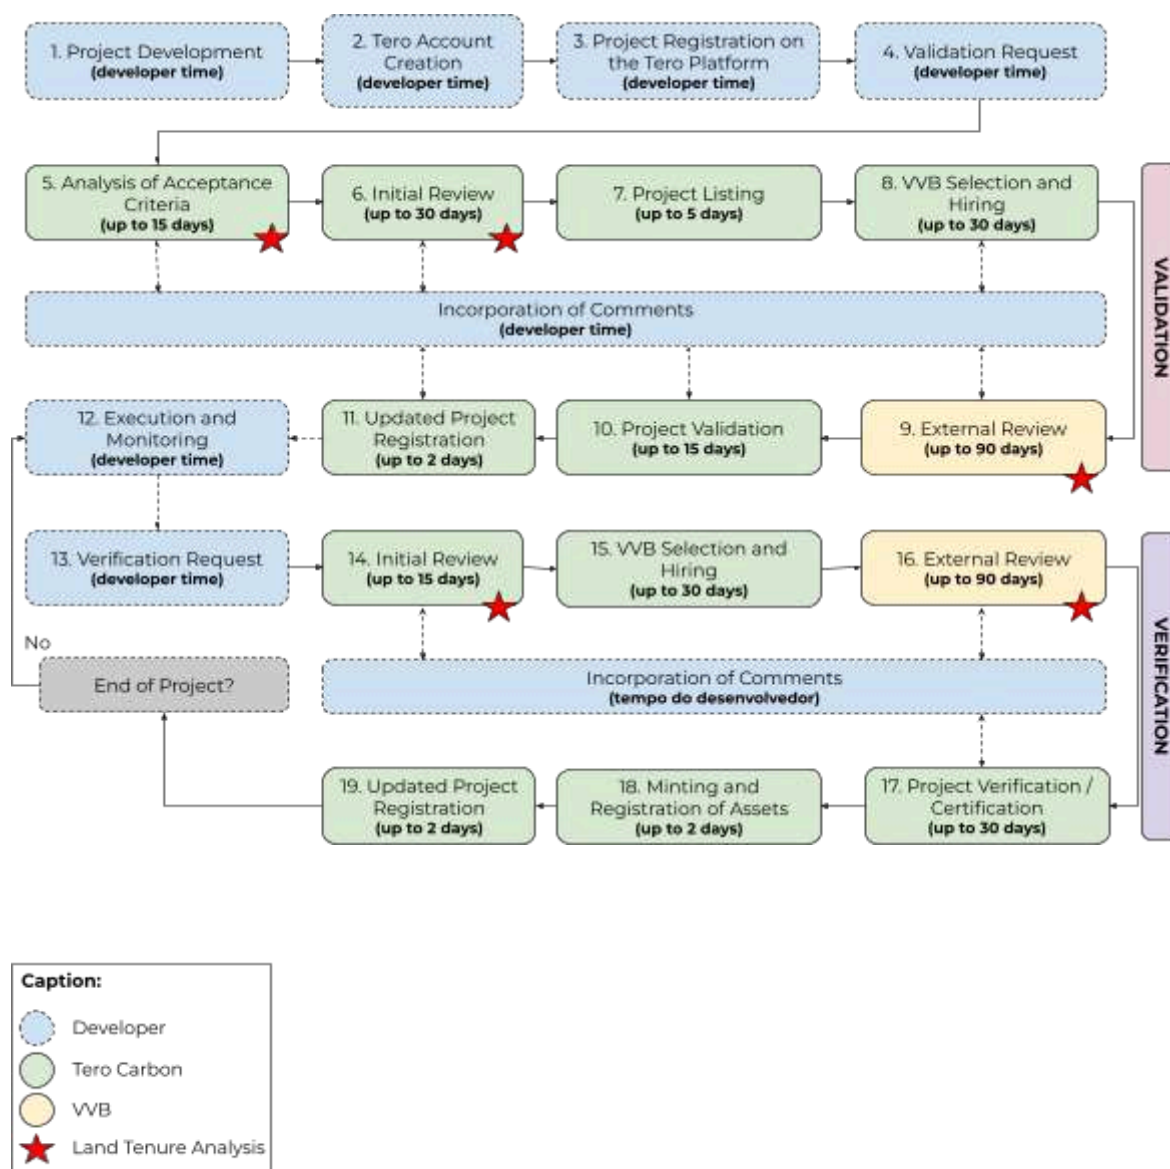 1. Project Development
(developer time)
2. Tero Account
Creation
(developer time)
3. Project Registration on
the Tero Platform
(developer time)
4. Validation Request
(developer time)
5. Analysis of Acceptance
Criteria
(up to 15 days)
6. Initial Review
(up to 30 days)
7. Project Listing
(up to 5 days)
8. VVB Selection and
Hiring
(up to 30 days)
VALIDATION
Incorporation of Comments
(developer time)
12. Execution and
Monitoring
(developer time)
11. Updated Project
Registration
(up to 2 days)
10. Project Validation
(up to 15 days)
9. External Review
(up to 90 days)
13. Verification Request
(developer time)
14. Initial Review
(up to 15 days)
15. VVB Selection and
Hiring
(up to 30 days)
16. External Review
(up to 90 days)
VERIFICATION
No
End of Project?
Incorporation of Comments
(tempo do desenvolvedor)
19. Updated Project
Registration
(up to 2 days)
18. Minting and
Registration of Assets
(up to 2 days)
17. Project Verification /
Certification
(up to 30 days)
Caption:
Developer
Tero Carbon
VVB
Land Tenure Analysis